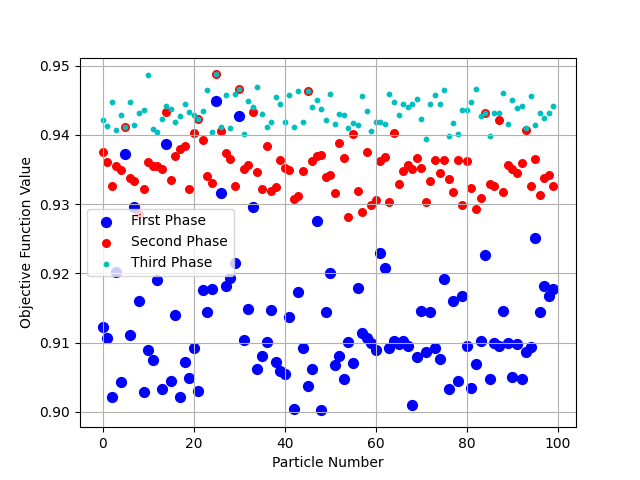 0.95
0.94
0.93
0.92
0.91
0.90
Objective Function Value
First Phase
Second Phase
Third Phase
0 20 40 60 80 100
Particle Number